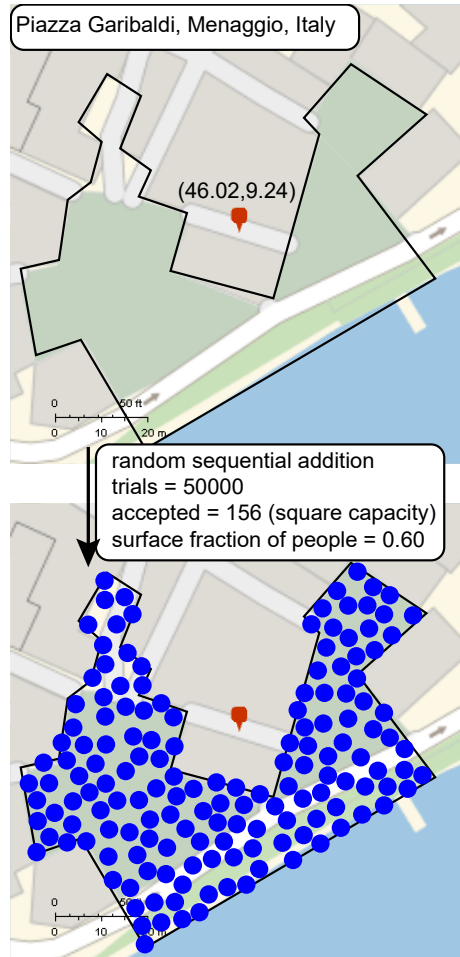 Piazza Garibaldi, Menaggio, Italy
(46.02,9.24)
0 50 ft
0 10 20 m
random sequential addition
trials = 50000
accepted = 156 (square capacity)
surface fraction of people = 0.60
0
0 10